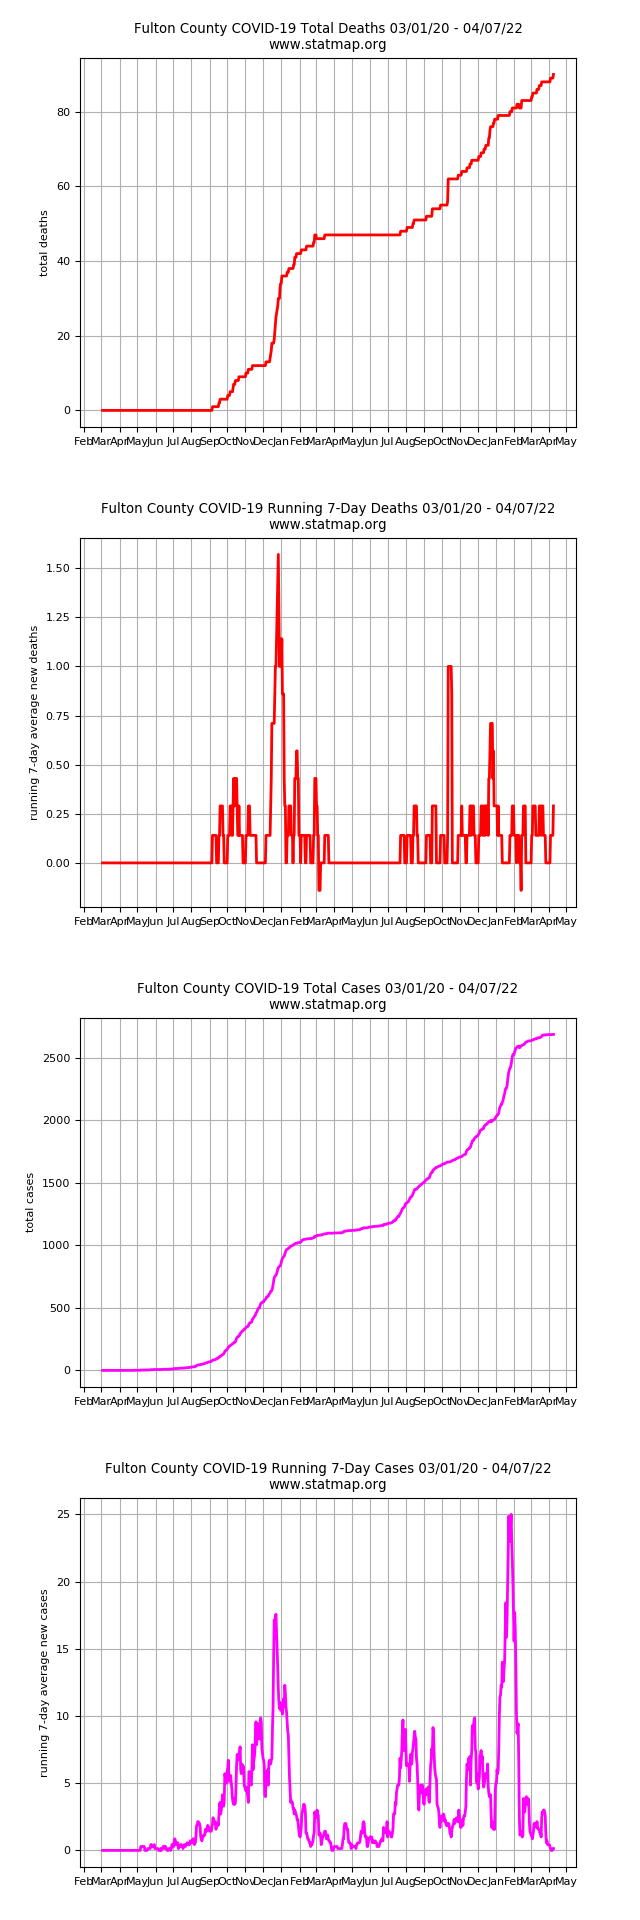 Fulton County COVID-19 Total Deaths 03/01/20 - 04/07/22
www.statmap.org
80
60
40
20
0
total deaths
Feb Mar Apr May Jun Jul Aug Sep Oct Nov Dec Jan Feb Mar Apr May Jun Jul Aug Sep Oct Nov Dec Jan Feb Mar Apr May
Fulton County COVID-19 Running 7-Day Deaths 03/01/20 - 04/07/22
www.statmap.org
1.50
1.25
1.00
0.75
0.50
0.25
0.00
running 7-day average new deaths
Feb Mar Apr May Jun Jul Aug Sep Oct Nov Dec Jan Feb Mar Apr May Jun Jul Aug Sep Oct Nov Dec Jan Feb Mar Apr May
Fulton County COVID-19 Total Cases 03/01/20 - 04/07/22
www.statmap.org
2500
2000
1500
1000
500
0
total cases
Feb Mar Apr May Jun Jul Aug Sep Oct Nov Dec Jan Feb Mar Apr May Jun Jul Aug Sep Oct Nov Dec Jan Feb Mar Apr May
Fulton County COVID-19 Running 7-Day Cases 03/01/20 - 04/07/22
www.statmap.org
25
20
15
10
5
0
running 7-day average new cases
Feb Mar Apr May Jun Jul Aug Sep Oct Nov Dec Jan Feb Mar Apr May Jun Jul Aug Sep Oct Nov Dec Jan Feb Mar Apr May